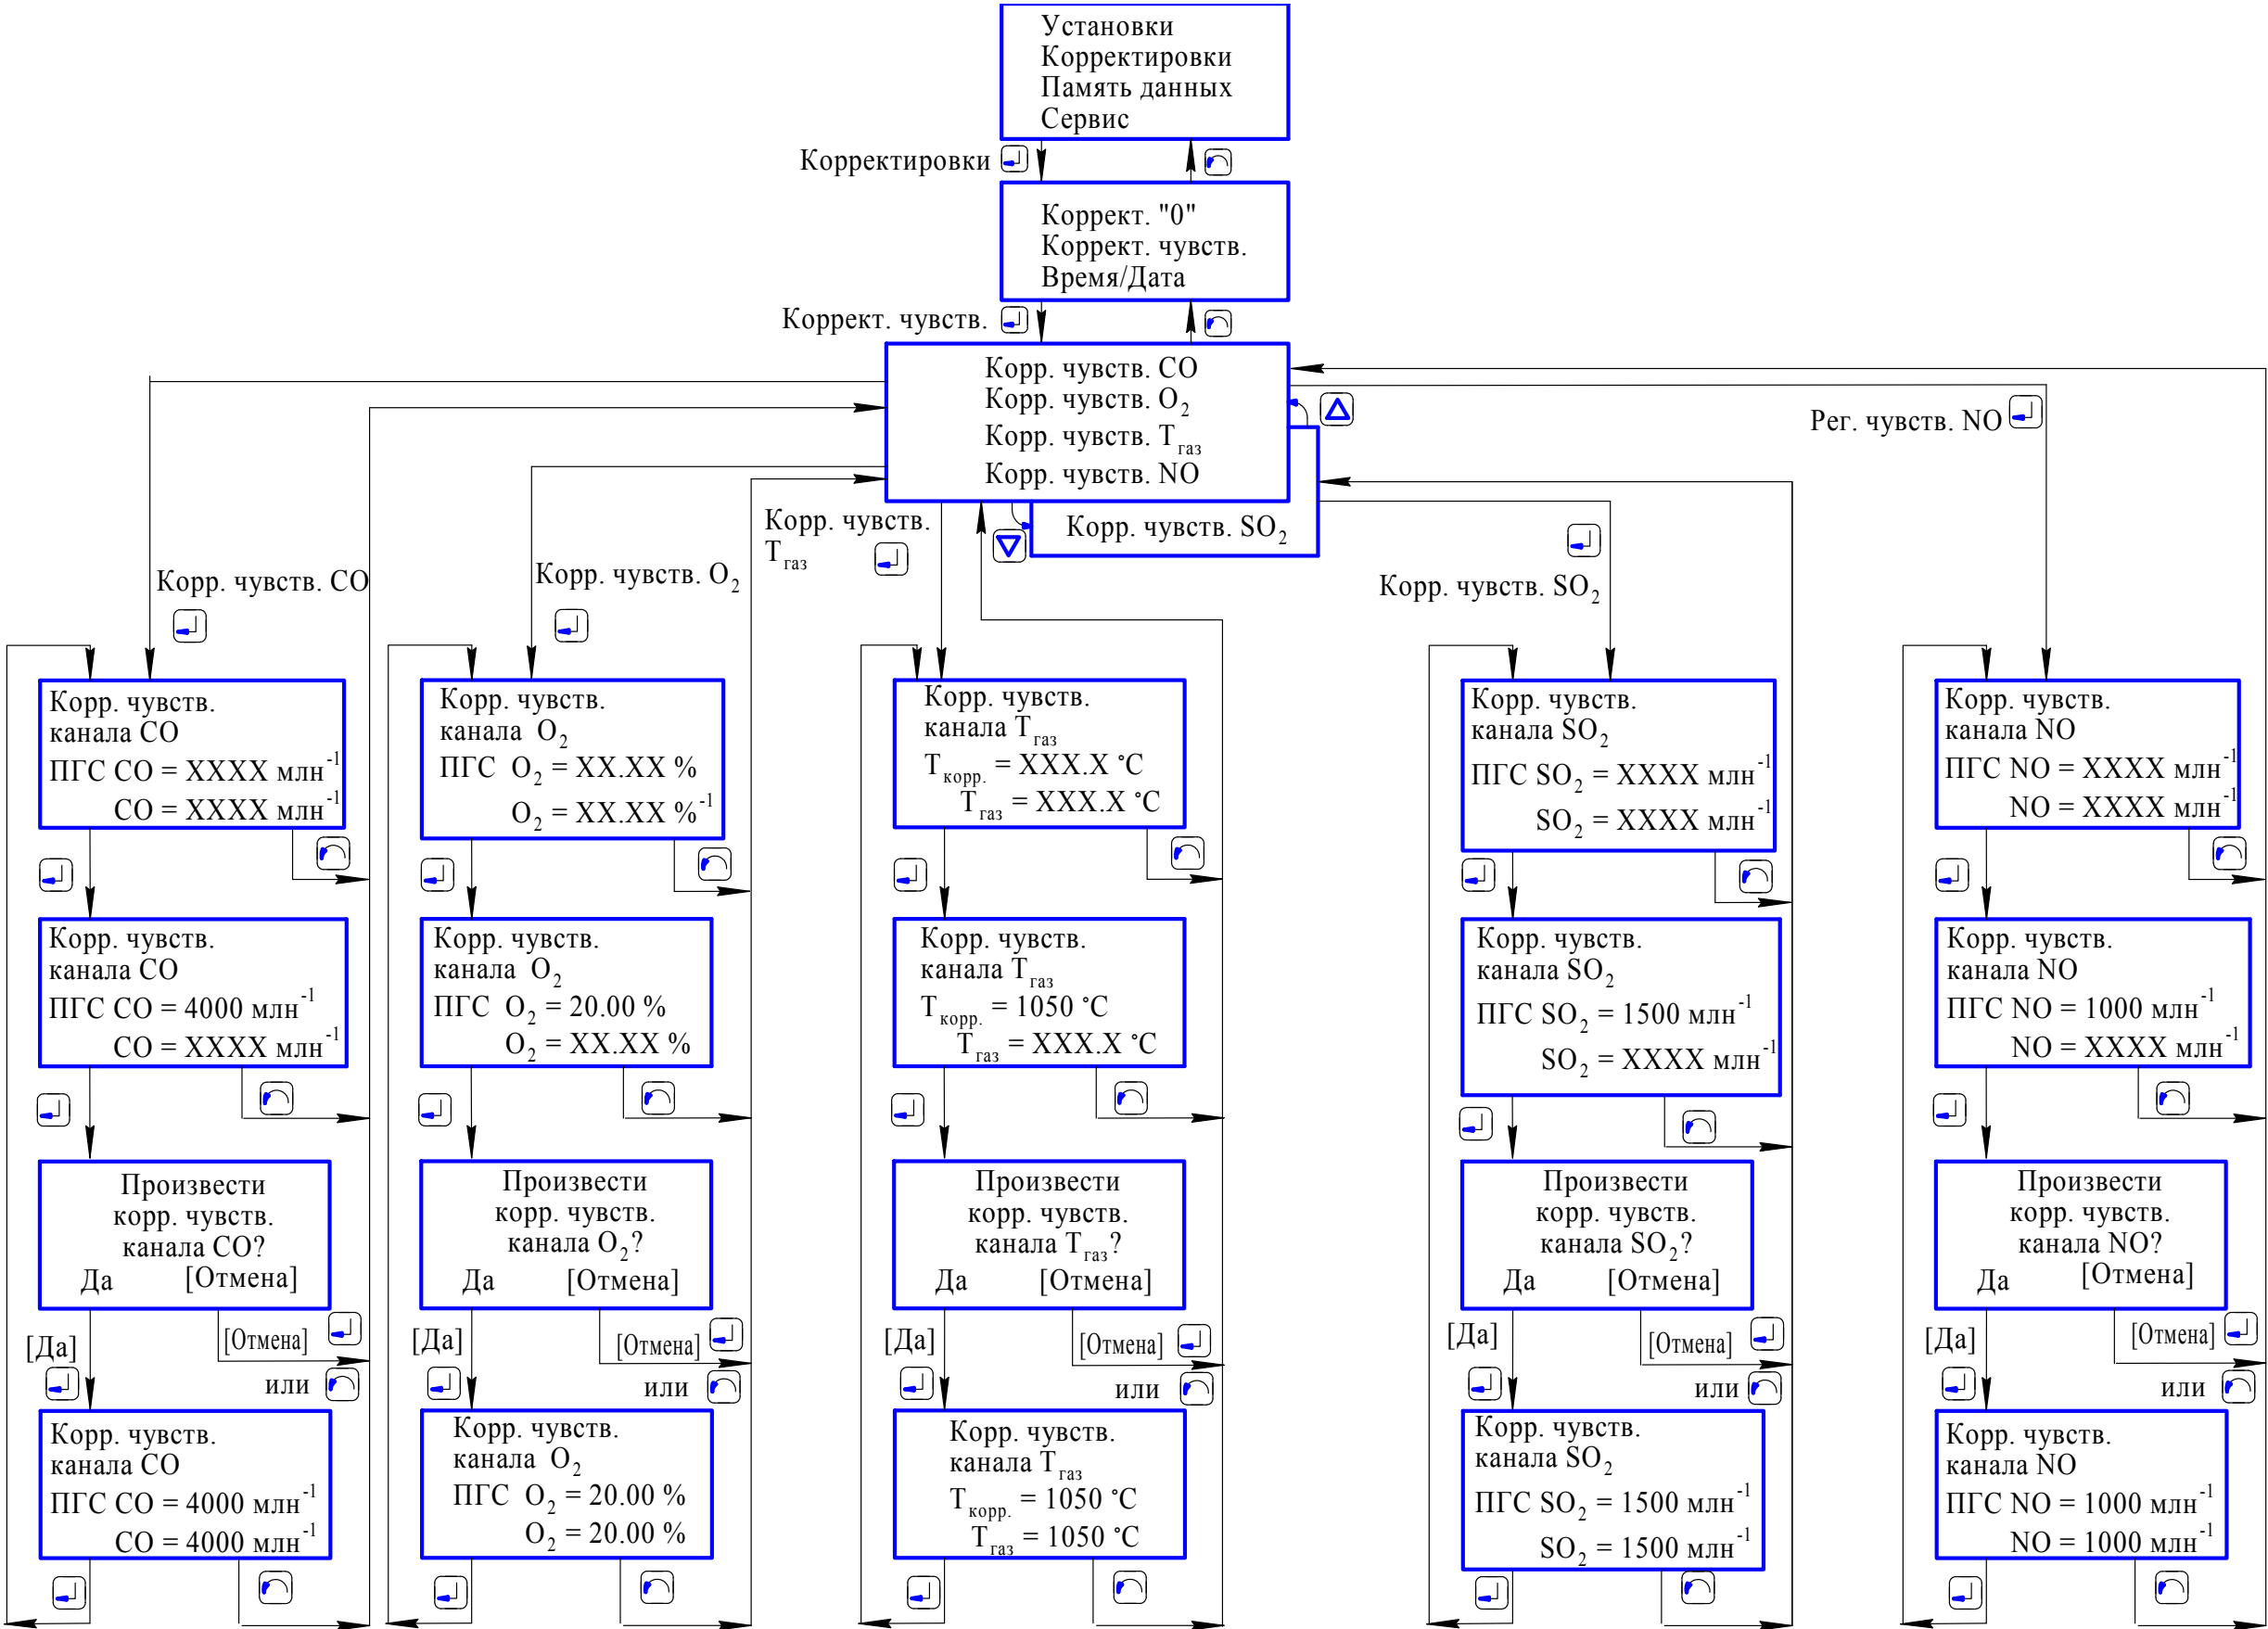 Установки
Корректировки
Память данных
Сервис
Корректировки
Коррект. "0"
Коррект. чувств.
Время/Дата
Коррект. чувств.
Корр. чувств. CO
Корр. чувств. O₂
Корр. чувств. Tгаз
Корр. чувств. NO
Корр. чувств. SO₂
Корр. чувств. CO
Корр. чувств. O₂
Корр. чувств.
Tгаз
Корр. чувств. SO₂
Рег. чувств. NO
Корр. чувств.
канала CO
ПГС CO = XXXX млн⁻¹
CO = XXXX млн⁻¹
Корр. чувств.
канала CO
ПГС CO = 4000 млн⁻¹
CO = XXXX млн⁻¹
Произвести
корр. чувств.
канала CO?
Да [Отмена]
[Да]
[Отмена]
или
Корр. чувств.
канала CO
ПГС CO = 4000 млн⁻¹
CO = 4000 млн⁻¹
Корр. чувств.
канала O₂
ПГС O₂ = XX.XX %
O₂ = XX.XX %⁻¹
Корр. чувств.
канала O₂
ПГС O₂ = 20.00 %
O₂ = XX.XX %
Произвести
корр. чувств.
канала O₂?
Да [Отмена]
[Да]
[Отмена]
или
Корр. чувств.
канала O₂
ПГС O₂ = 20.00 %
O₂ = 20.00 %
Корр. чувств.
канала Tгаз
Tкорр. = XXX.X °C
Tгаз = XXX.X °C
Корр. чувств.
канала Tгаз
Tкорр. = 1050 °C
Tгаз = XXX.X °C
Произвести
корр. чувств.
канала Tгаз?
Да [Отмена]
[Да]
[Отмена]
или
Корр. чувств.
канала Tгаз
Tкорр. = 1050 °C
Tгаз = 1050 °C
Корр. чувств.
канала SO₂
ПГС SO₂ = XXXX млн⁻¹
SO₂ = XXXX млн⁻¹
Корр. чувств.
канала SO₂
ПГС SO₂ = 1500 млн⁻¹
SO₂ = XXXX млн⁻¹
Произвести
корр. чувств.
канала SO₂?
Да [Отмена]
[Да]
[Отмена]
или
Корр. чувств.
канала SO₂
ПГС SO₂ = 1500 млн⁻¹
SO₂ = 1500 млн⁻¹
Корр. чувств.
канала NO
ПГС NO = XXXX млн⁻¹
NO = XXXX млн⁻¹
Корр. чувств.
канала NO
ПГС NO = 1000 млн⁻¹
NO = XXXX млн⁻¹
Произвести
корр. чувств.
канала NO?
Да [Отмена]
[Да]
[Отмена]
или
Корр. чувств.
канала NO
ПГС NO = 1000 млн⁻¹
NO = 1000 млн⁻¹